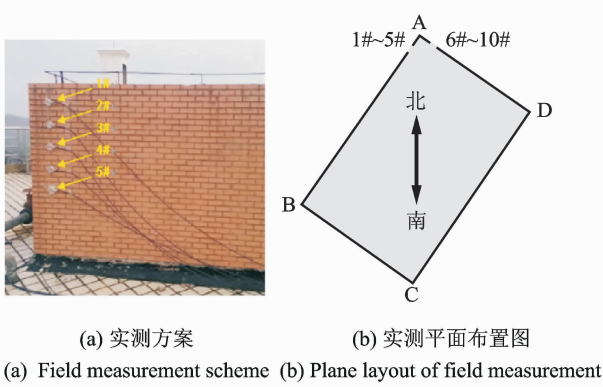 1#
2#
3#
4#
5#
A
1#~5#
6#~10#
北
D
B
南
C
(a) 实测方案
(b) 实测平面布置图
(a) Field measurement scheme
(b) Plane layout of field measurement